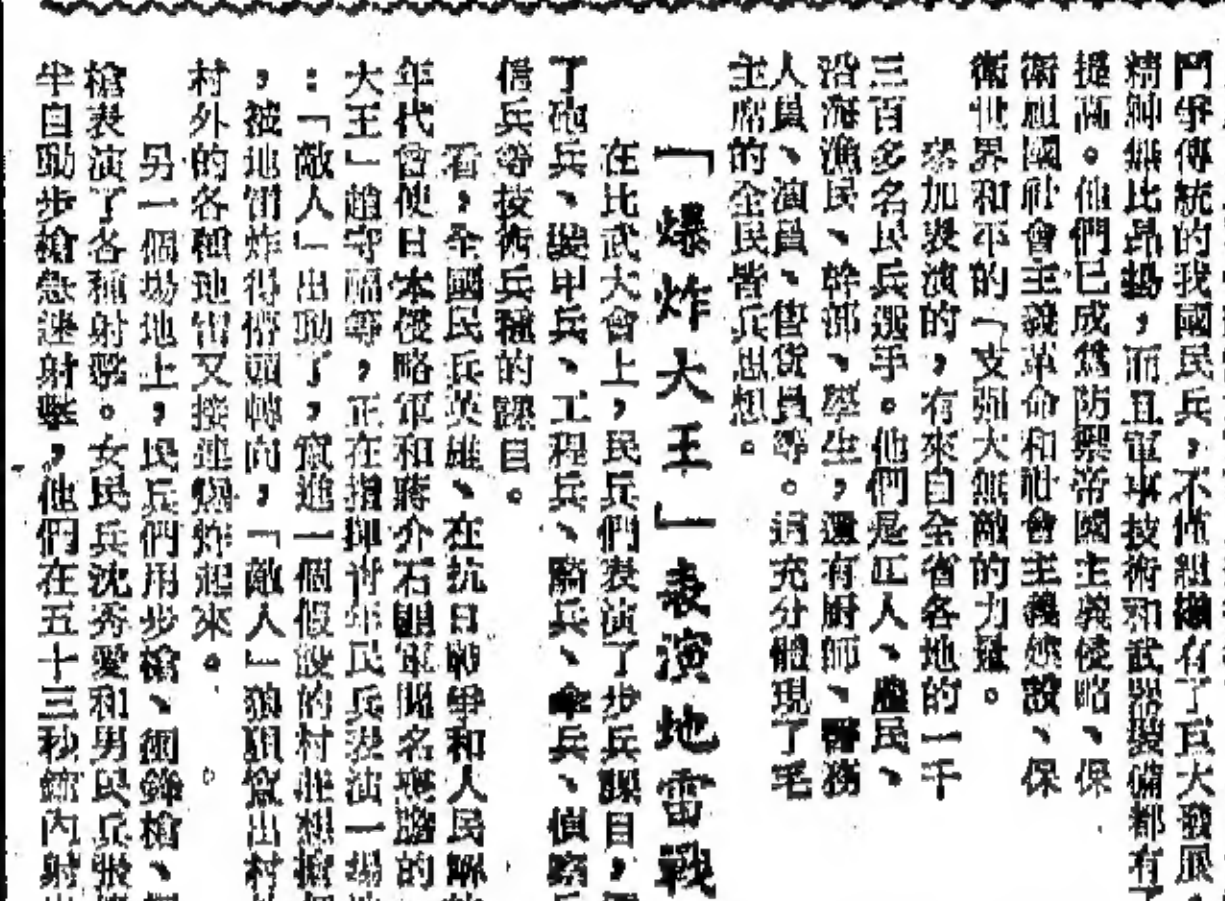 鬥爭傳統的我國民兵，不僅組織有了巨大發展，
精神無比昂揚，而且軍事技術和武器裝備都有了
提高。他們已成為防禦帝國主義侵略、保
衛祖國社會主義革命和社會主義建設、保
衛世界和平的一支強大無敵的力量。
參加表演的，有來自全省各地的一千
三百多名民兵選手。他們是工人、農民、
沿海漁民、幹部、學生，還有廚師、醫務
人員、演員、售貨員等。這充分體現了毛
主席的全民皆兵思想。
「爆炸大王」表演地雷戰
在比武大會上，民兵們表演了步兵課目，
了砲兵、裝甲兵、工程兵、騎兵、傘兵、偵察兵
信兵等技術兵種的課目。
看，全國民兵英雄、在抗日戰爭和人民解放
年代曾使日本侵略軍和蔣介石匪軍聞名喪膽的
大王」趙守福等，正在指揮青年民兵表演一場
：「敵人」出動了，竄進一個假設的村莊想搶
，被地雷炸得暈頭轉向，「敵人」狼狽竄出村
村外的各種地雷又接連爆炸起來。
另一個場地上，民兵們用步槍、衝鋒槍、
槍表演了各種射擊。女民兵沈秀愛和男民兵張
半自動步槍急速射擊，他們在五十三秒鐘內射